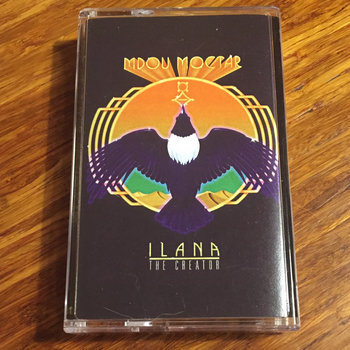 MDOU MOCTAR
ILANA
THE CREATOR